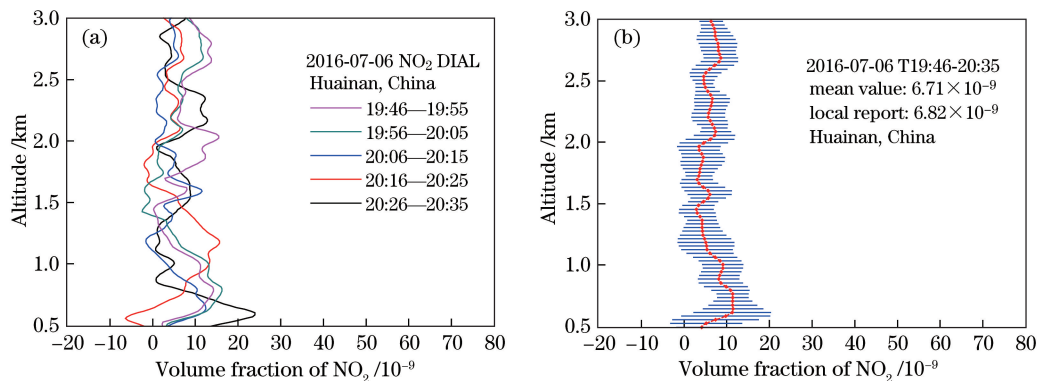 (a)
2016-07-06 NO₂ DIAL
Huainan, China
19:46—19:55
19:56—20:05
20:06—20:15
20:16—20:25
20:26—20:35
3.0
2.5
2.0
1.5
1.0
0.5
Altitude /km
−20 −10 0 10 20 30 40 50 60 70 80
Volume fraction of NO₂ /10⁻⁹
(b)
2016-07-06 T19:46-20:35
mean value: 6.71×10⁻⁹
local report: 6.82×10⁻⁹
Huainan, China
3.0
2.5
2.0
1.5
1.0
0.5
Altitude /km
−20 −10 0 10 20 30 40 50 60 70 80
Volume fraction of NO₂ /10⁻⁹